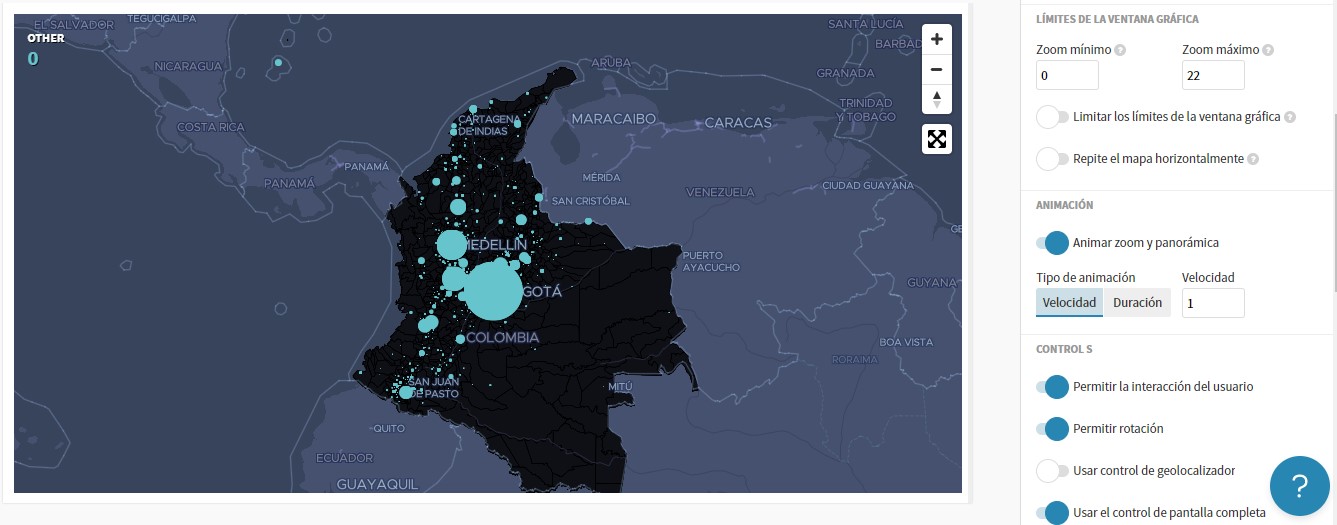 TEGUCIGALPA
EL SALVADOR
OTHER
0
NICARAGUA
COSTA RICA
PANAMÁ
PANAMÁ
SANTA LUCÍA
BARBAD
GRANADA
TRINIDAD
Y TOBAGO
ARUBA
CARTAGENA
DE INDIAS
MARACAIBO
CARACAS
MÉRIDA
VENEZUELA
CIUDAD GUAYANA
SAN CRISTÓBAL
GE
MEDELLÍN
PUERTO
AYACUCHO
GUYANA
GOTÁ
COLOMBIA
BOA VISTA
RORAIMA
SAN JUAN
DE PASTO
MITÚ
QUITO
ECUADOR
GUAYAQUIL
LÍMITES DE LA VENTANA GRÁFICA
Zoom mínimo ?
Zoom máximo ?
0
22
Limitar los límites de la ventana gráfica ?
Repite el mapa horizontalmente ?
ANIMACIÓN
Animar zoom y panorámica
Tipo de animación
Velocidad
Velocidad
Duración
1
CONTROL S
Permitir la interacción del usuario
Permitir rotación
Usar control de geolocalizador
Usar el control de pantalla completa
?